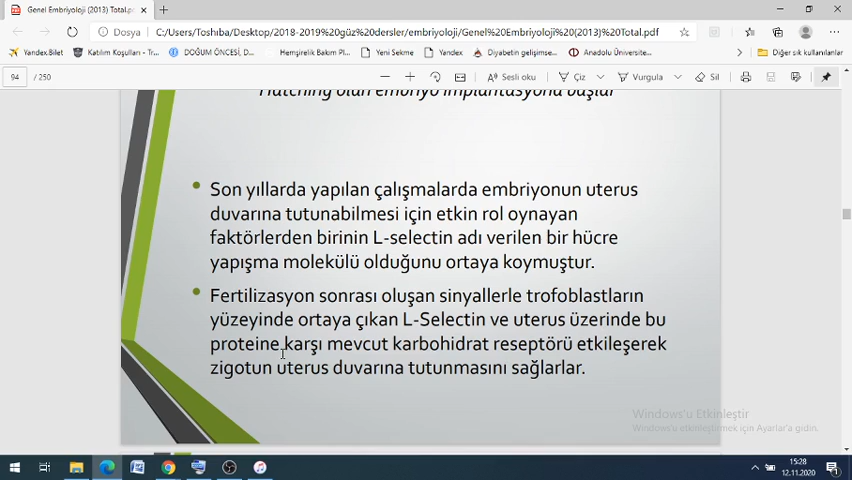 Genel Embriyoloji (2013) Total.pdf
Dosya
C:/Users/Toshıba/Desktop/2018-2019%20güz%20dersler/embriyoloji/Genel%20Embriyoloji%20(2013)%20Total.pdf
Yandex.Bilet
Katılım Koşulları - Tr...
DOĞUM ÖNCESİ, D...
Hemşirelik Bakım Pl...
Yeni Sekme
Yandex
Diyabetin gelişimsel...
Anadolu Üniversite...
Diğer sık kullanılanlar
94 / 250
Sesli oku
Çiz
Vurgula
Sil
Hatching olan embriyo implantasyona başlar
Son yıllarda yapılan çalışmalarda embriyonun uterus
duvarına tutunabilmesi için etkin rol oynayan
faktörlerden birinin L-selectin adı verilen bir hücre
yapışma molekülü olduğunu ortaya koymuştur.
Fertilizasyon sonrası oluşan sinyallerle trofoblastların
yüzeyinde ortaya çıkan L-Selectin ve uterus üzerinde bu
proteine karşı mevcut karbohidrat reseptörü etkileşerek
zigotun uterus duvarına tutunmasını sağlarlar.
Windows'u Etkinleştir
Windows'u etkinleştirmek için Ayarlar'a gidin.
15:28
12.11.2020